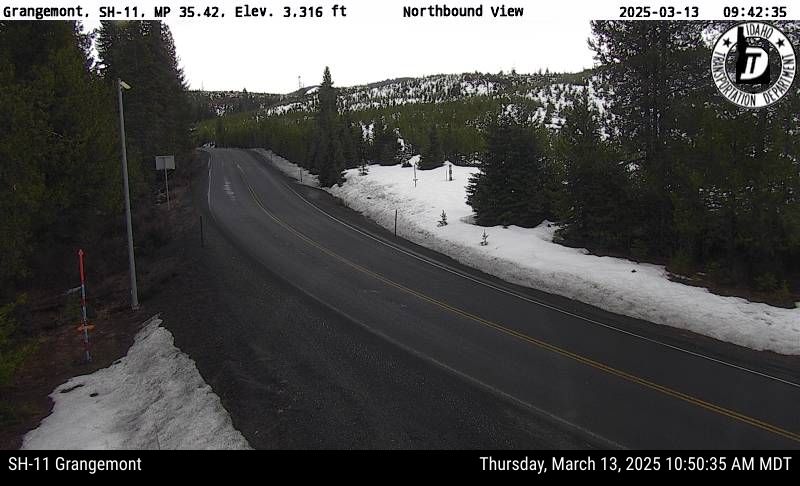 Grangemont, SH-11, MP 35.42, Elev. 3,316 ft Northbound View 2025-03-13 09:42:35
IDAHO
TRANSPORTATION DEPARTMENT
SH-11 Grangemont Thursday, March 13, 2025 10:50:35 AM MDT